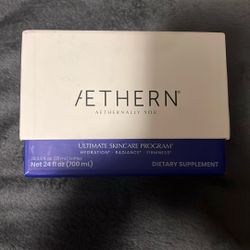 ÆTHERN®
AETHERNALLY YOU.
ULTIMATE SKINCARE PROGRAM
HYDRATION • RADIANCE • FIRMNESS
Net 24 fl oz (700 mL)
DIETARY SUPPLEMENT